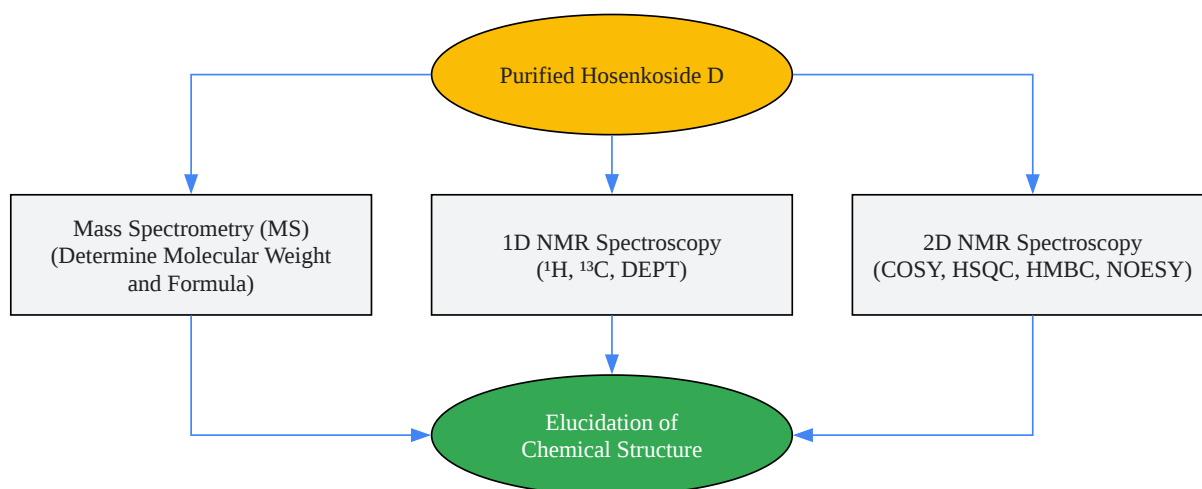 Purified Hosenkoside D
Mass Spectrometry (MS)
(Determine Molecular Weight
and Formula)
1D NMR Spectroscopy
(¹H, ¹³C, DEPT)
2D NMR Spectroscopy
(COSY, HSQC, HMBC, NOESY)
Elucidation of
Chemical Structure